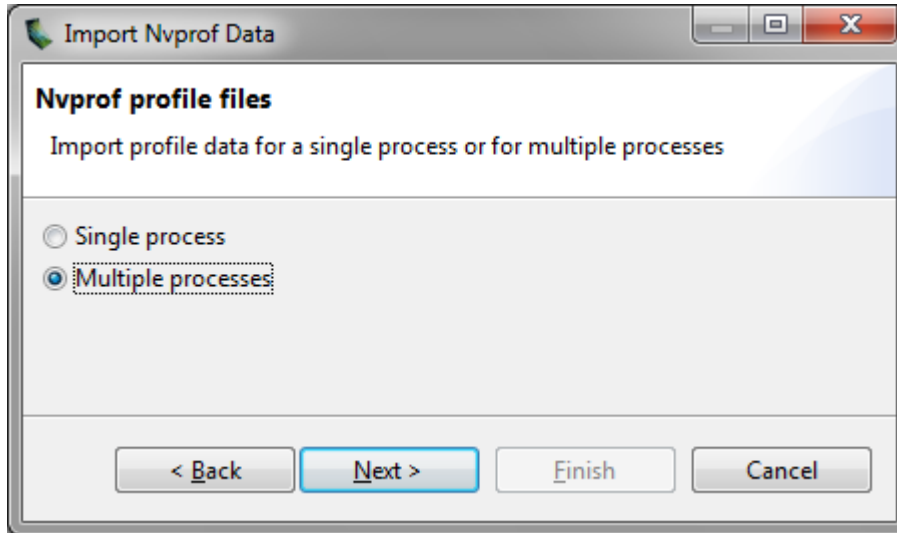 Import Nvprof Data
Nvprof profile files
Import profile data for a single process or for multiple processes
Single process
Multiple processes
< Back Next > Finish Cancel